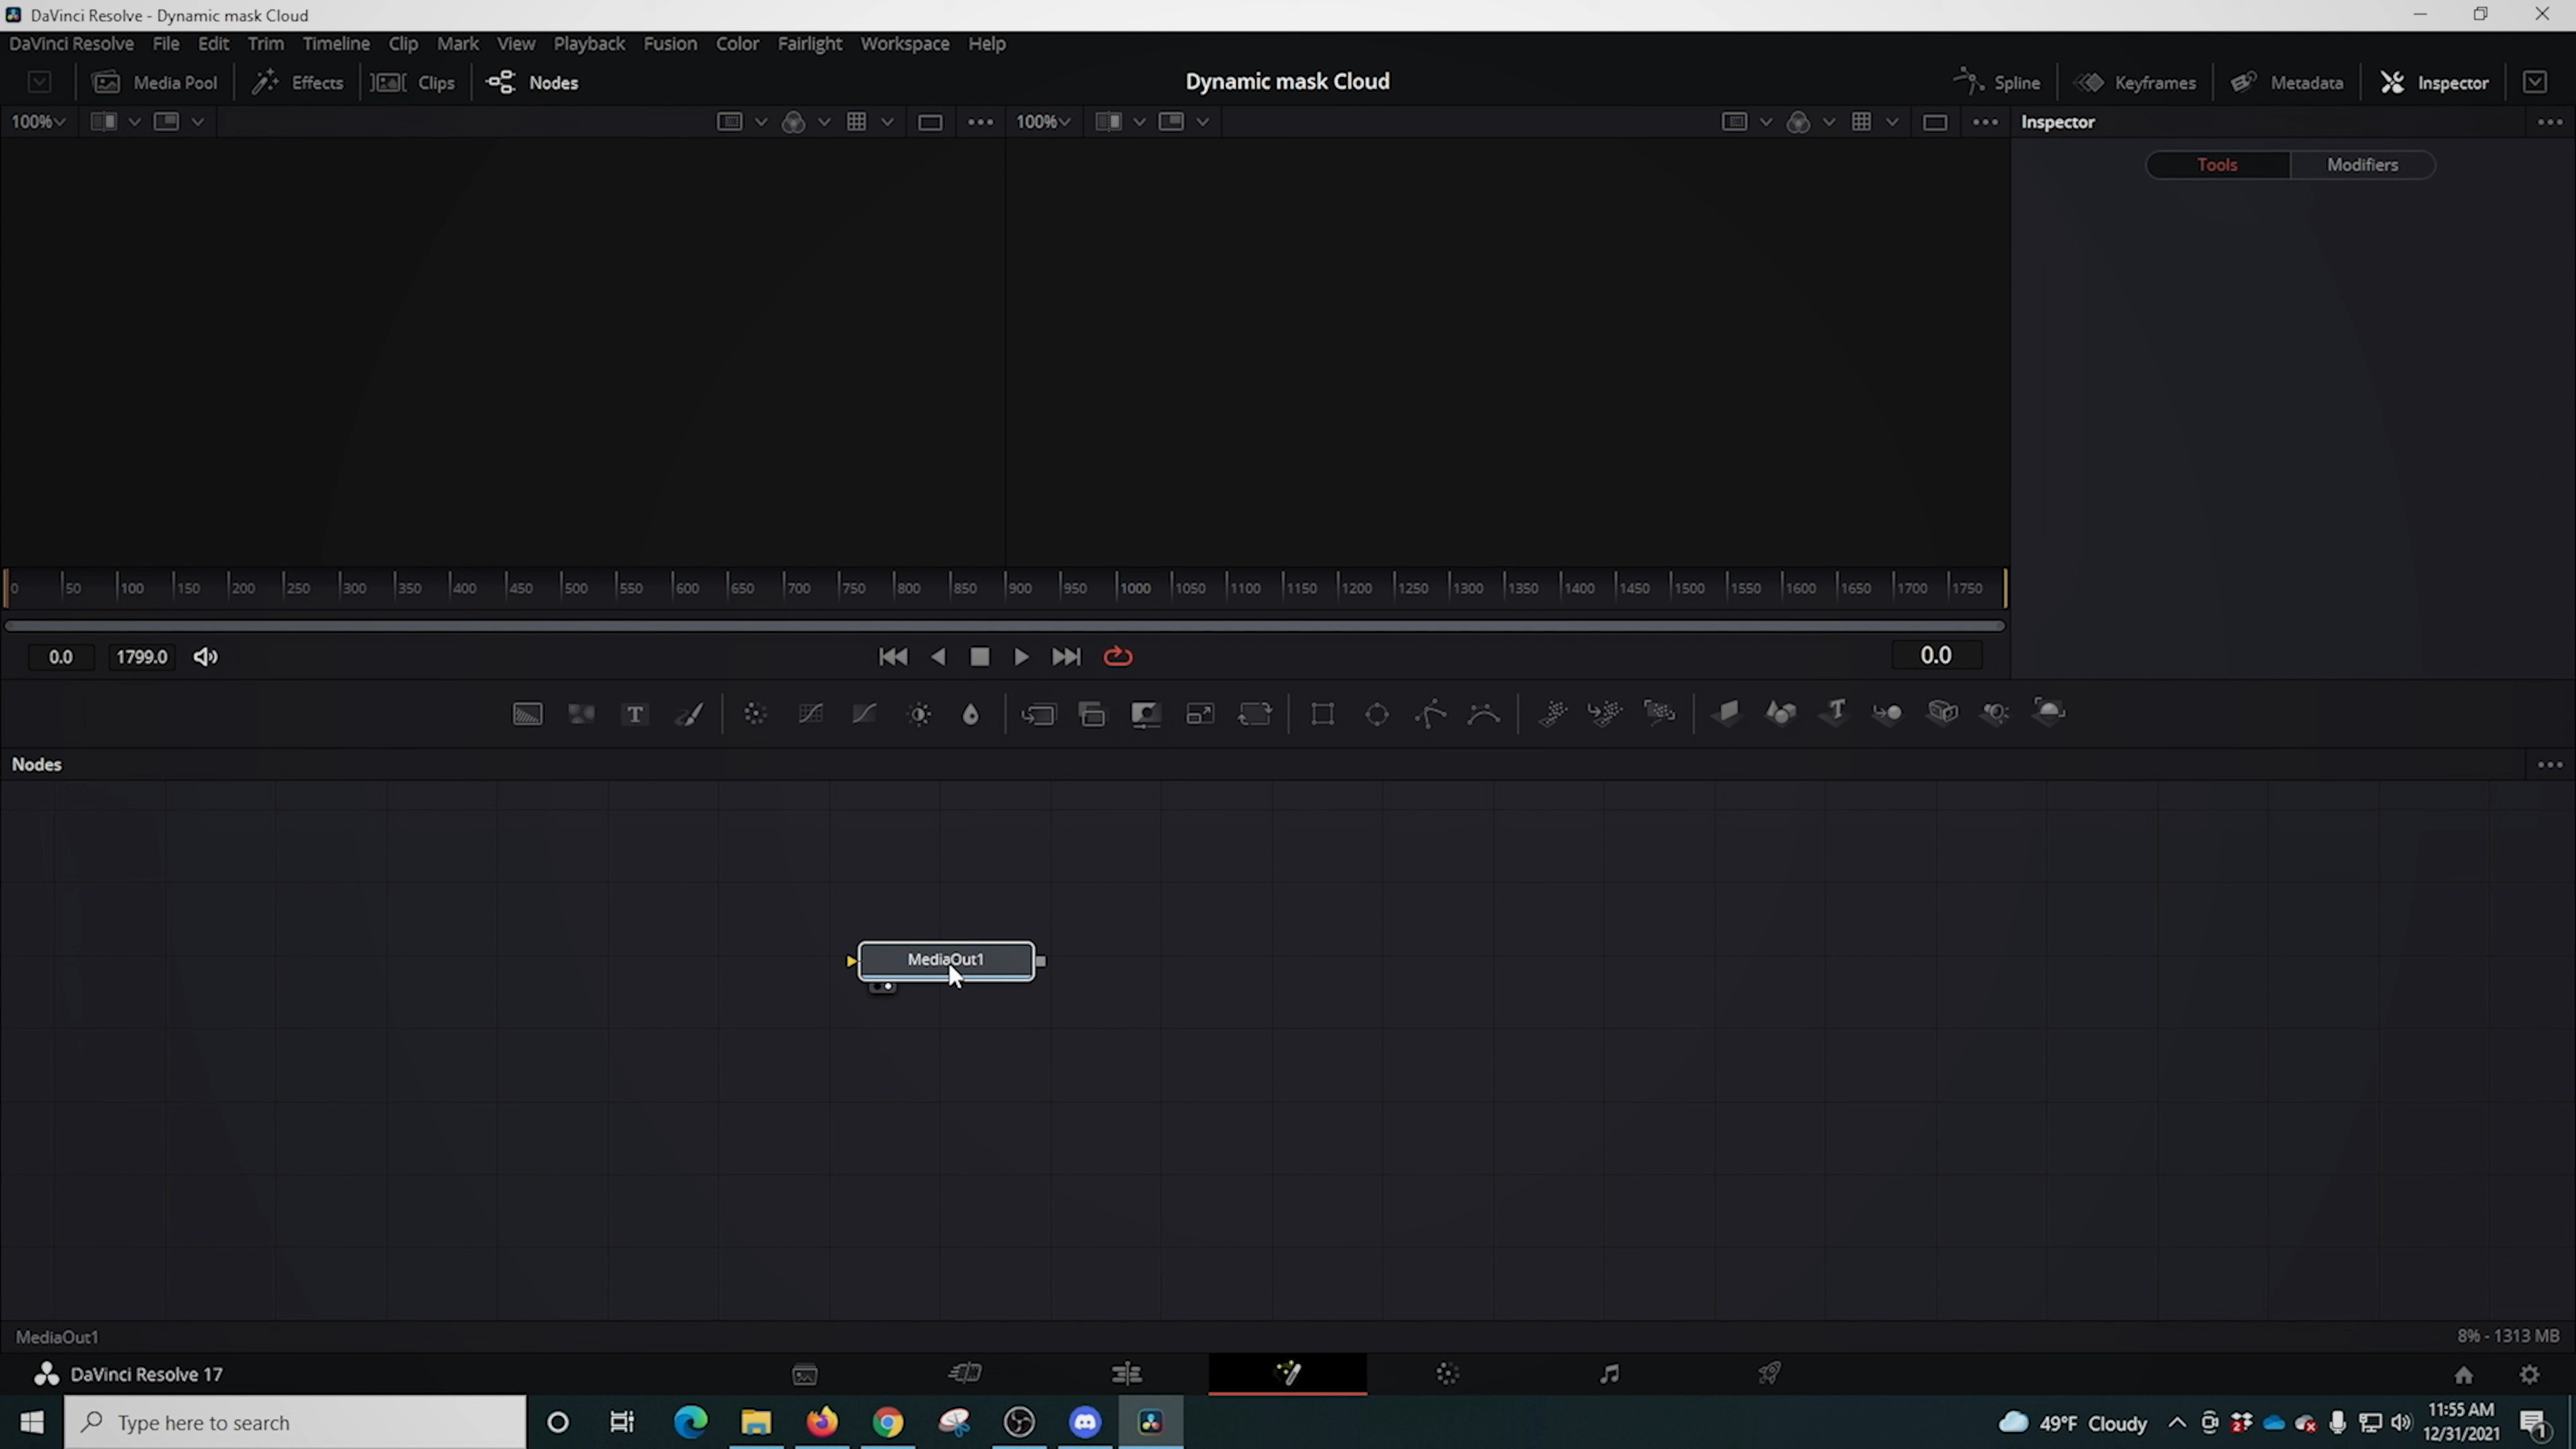 DaVinci Resolve - Dynamic mask Cloud
DaVinci Resolve File Edit Trim Timeline Clip Mark View Playback Fusion Color Fairlight Workspace Help
Media Pool Effects Clips Nodes Dynamic mask Cloud Spline Keyframes Metadata Inspector
100% 100% Inspector
Tools Modifiers
0 50 100 150 200 250 300 350 400 450 500 550 600 650 700 750 800 850 900 950 1000 1050 1100 1150 1200 1250 1300 1350 1400 1450 1500 1550 1600 1650 1700 1750
0.0 1799.0 0.0
T
Nodes
MediaOut1
MediaOut1 8% - 1313 MB
DaVinci Resolve 17
Type here to search 49°F Cloudy 11:55 AM
12/31/2021 1